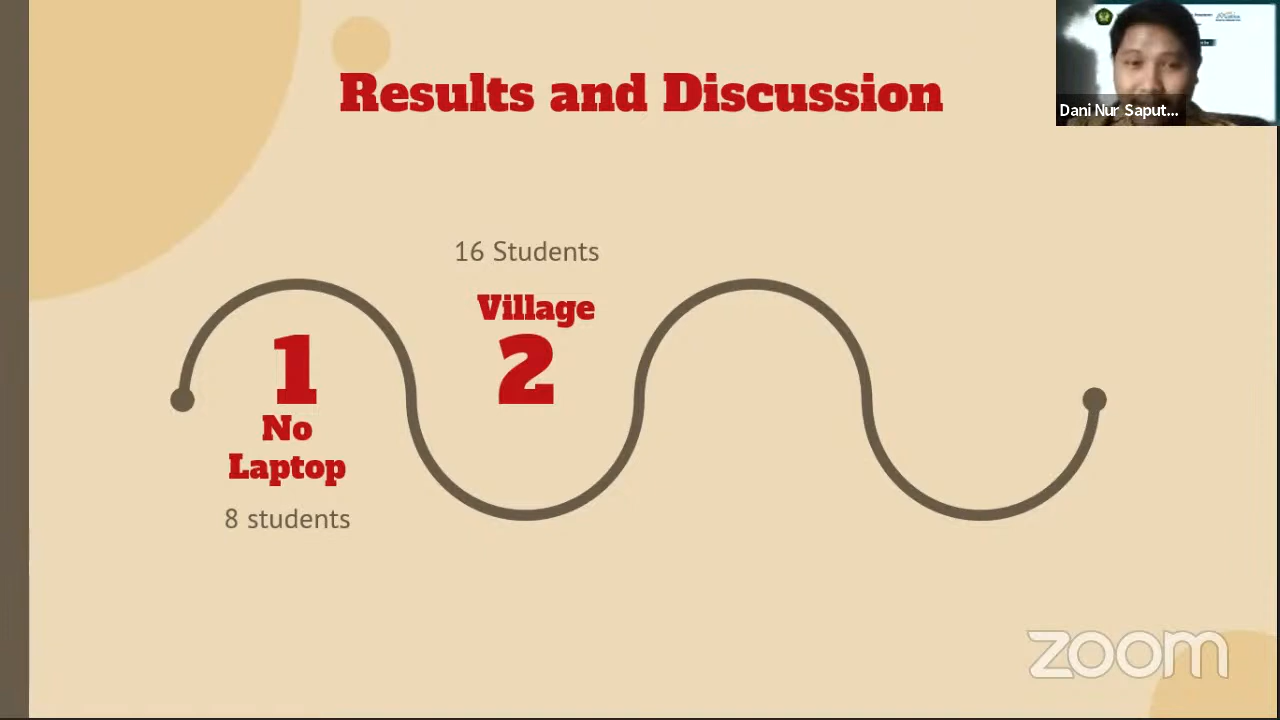 Results and Discussion
Dani Nur Saput...
16 Students
Village
2
1
No
Laptop
8 students
zoom